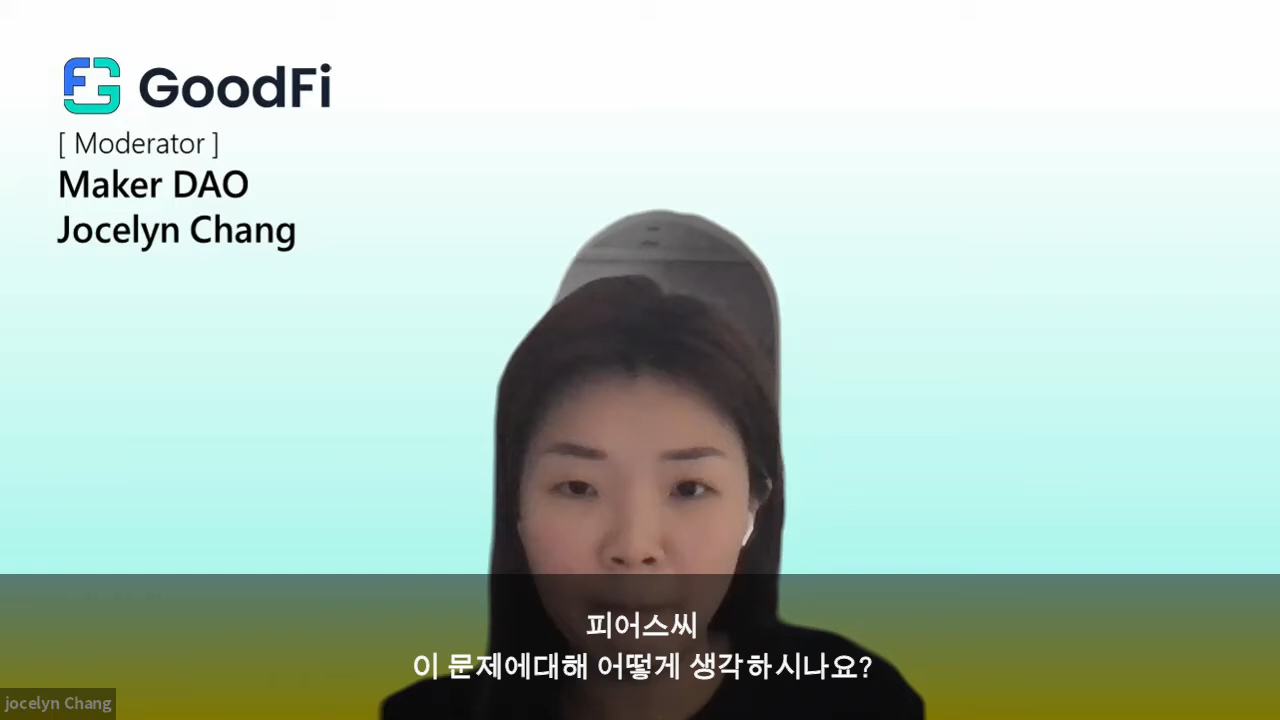 GoodFi
[ Moderator ]
Maker DAO
Jocelyn Chang
피어스씨
이 문제에대해 어떻게 생각하시나요?
jocelyn Chang